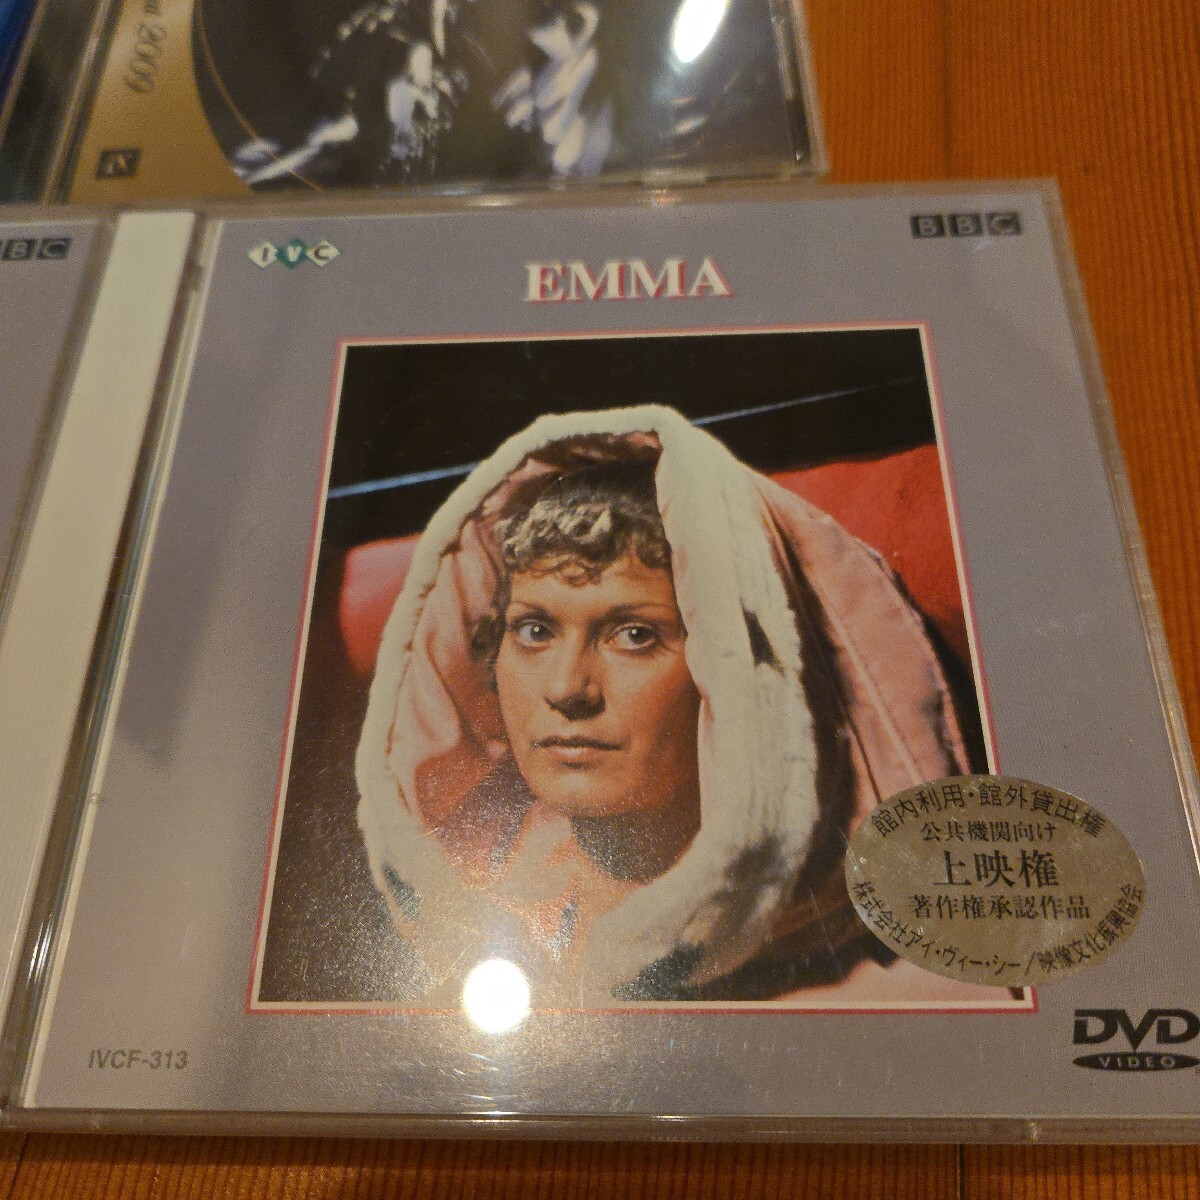 2009
IVC
BBC
BBC
EMMA
館内利用・館外貸出権
公共機関向け
上映権
著作権承認作品
株式会社アイ・ヴィー・シー/映像文化振興協会
IVCF-313
DVD
VIDEO